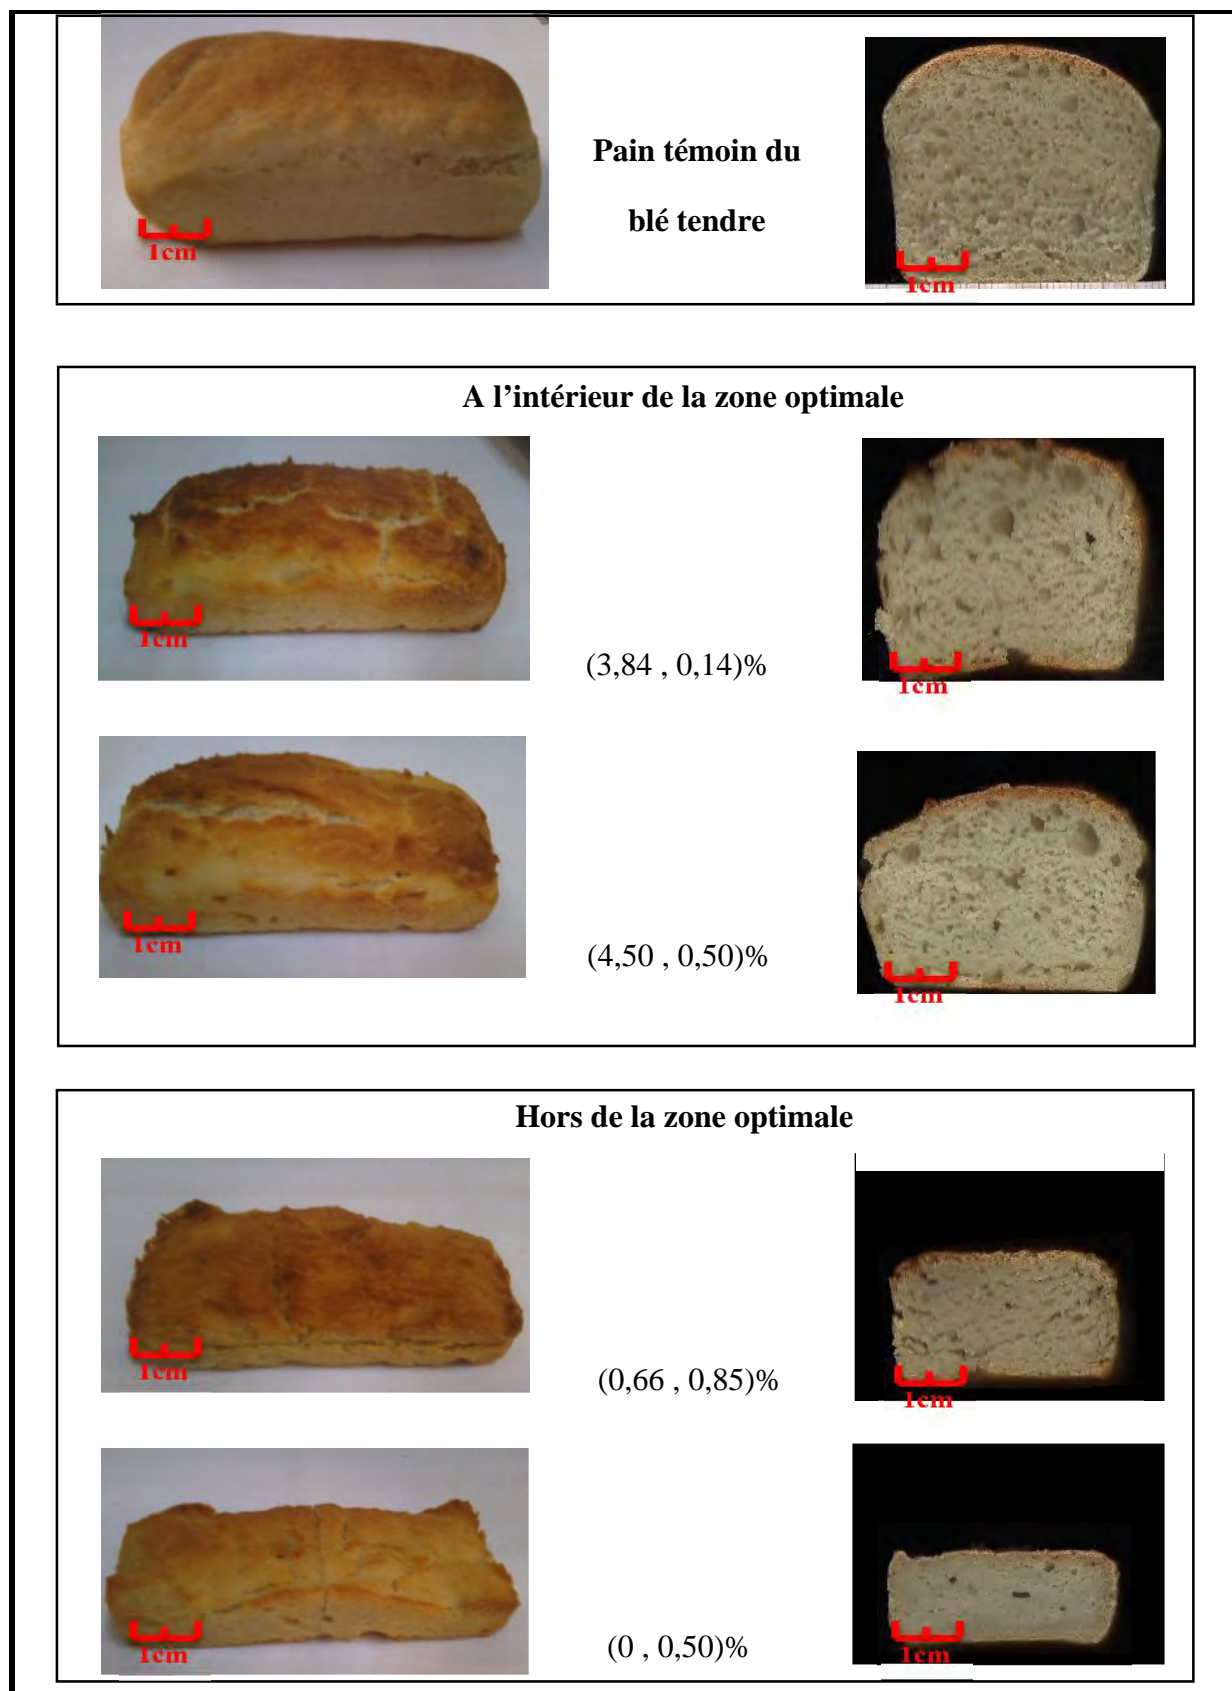 Pain témoin du
blé tendre
1cm
1cm
A l’intérieur de la zone optimale
1cm
(3,84 , 0,14)%
1cm
1cm
(4,50 , 0,50)%
1cm
Hors de la zone optimale
1cm
(0,66 , 0,85)%
1cm
1cm
(0 , 0,50)%
1cm